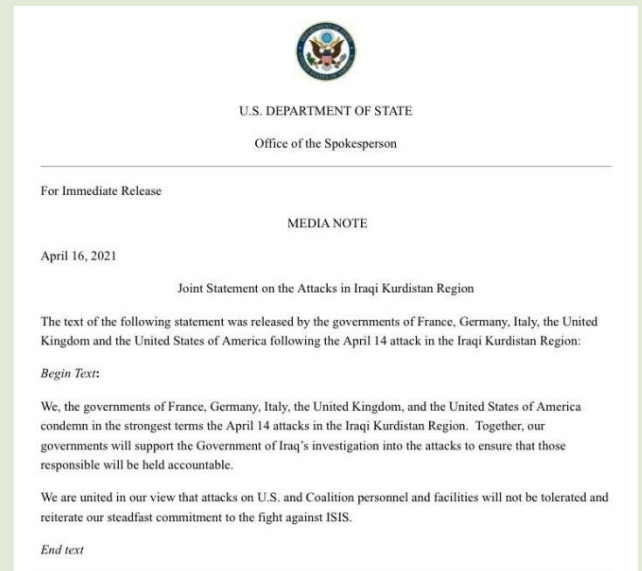 U.S. DEPARTMENT OF STATE
Office of the Spokesperson
For Immediate Release
MEDIA NOTE
April 16, 2021
Joint Statement on the Attacks in Iraqi Kurdistan Region
The text of the following statement was released by the governments of France, Germany, Italy, the United
Kingdom and the United States of America following the April 14 attack in the Iraqi Kurdistan Region:
Begin Text:
We, the governments of France, Germany, Italy, the United Kingdom, and the United States of America
condemn in the strongest terms the April 14 attacks in the Iraqi Kurdistan Region.  Together, our
governments will support the Government of Iraq’s investigation into the attacks to ensure that those
responsible will be held accountable.
We are united in our view that attacks on U.S. and Coalition personnel and facilities will not be tolerated and
reiterate our steadfast commitment to the fight against ISIS.
End text